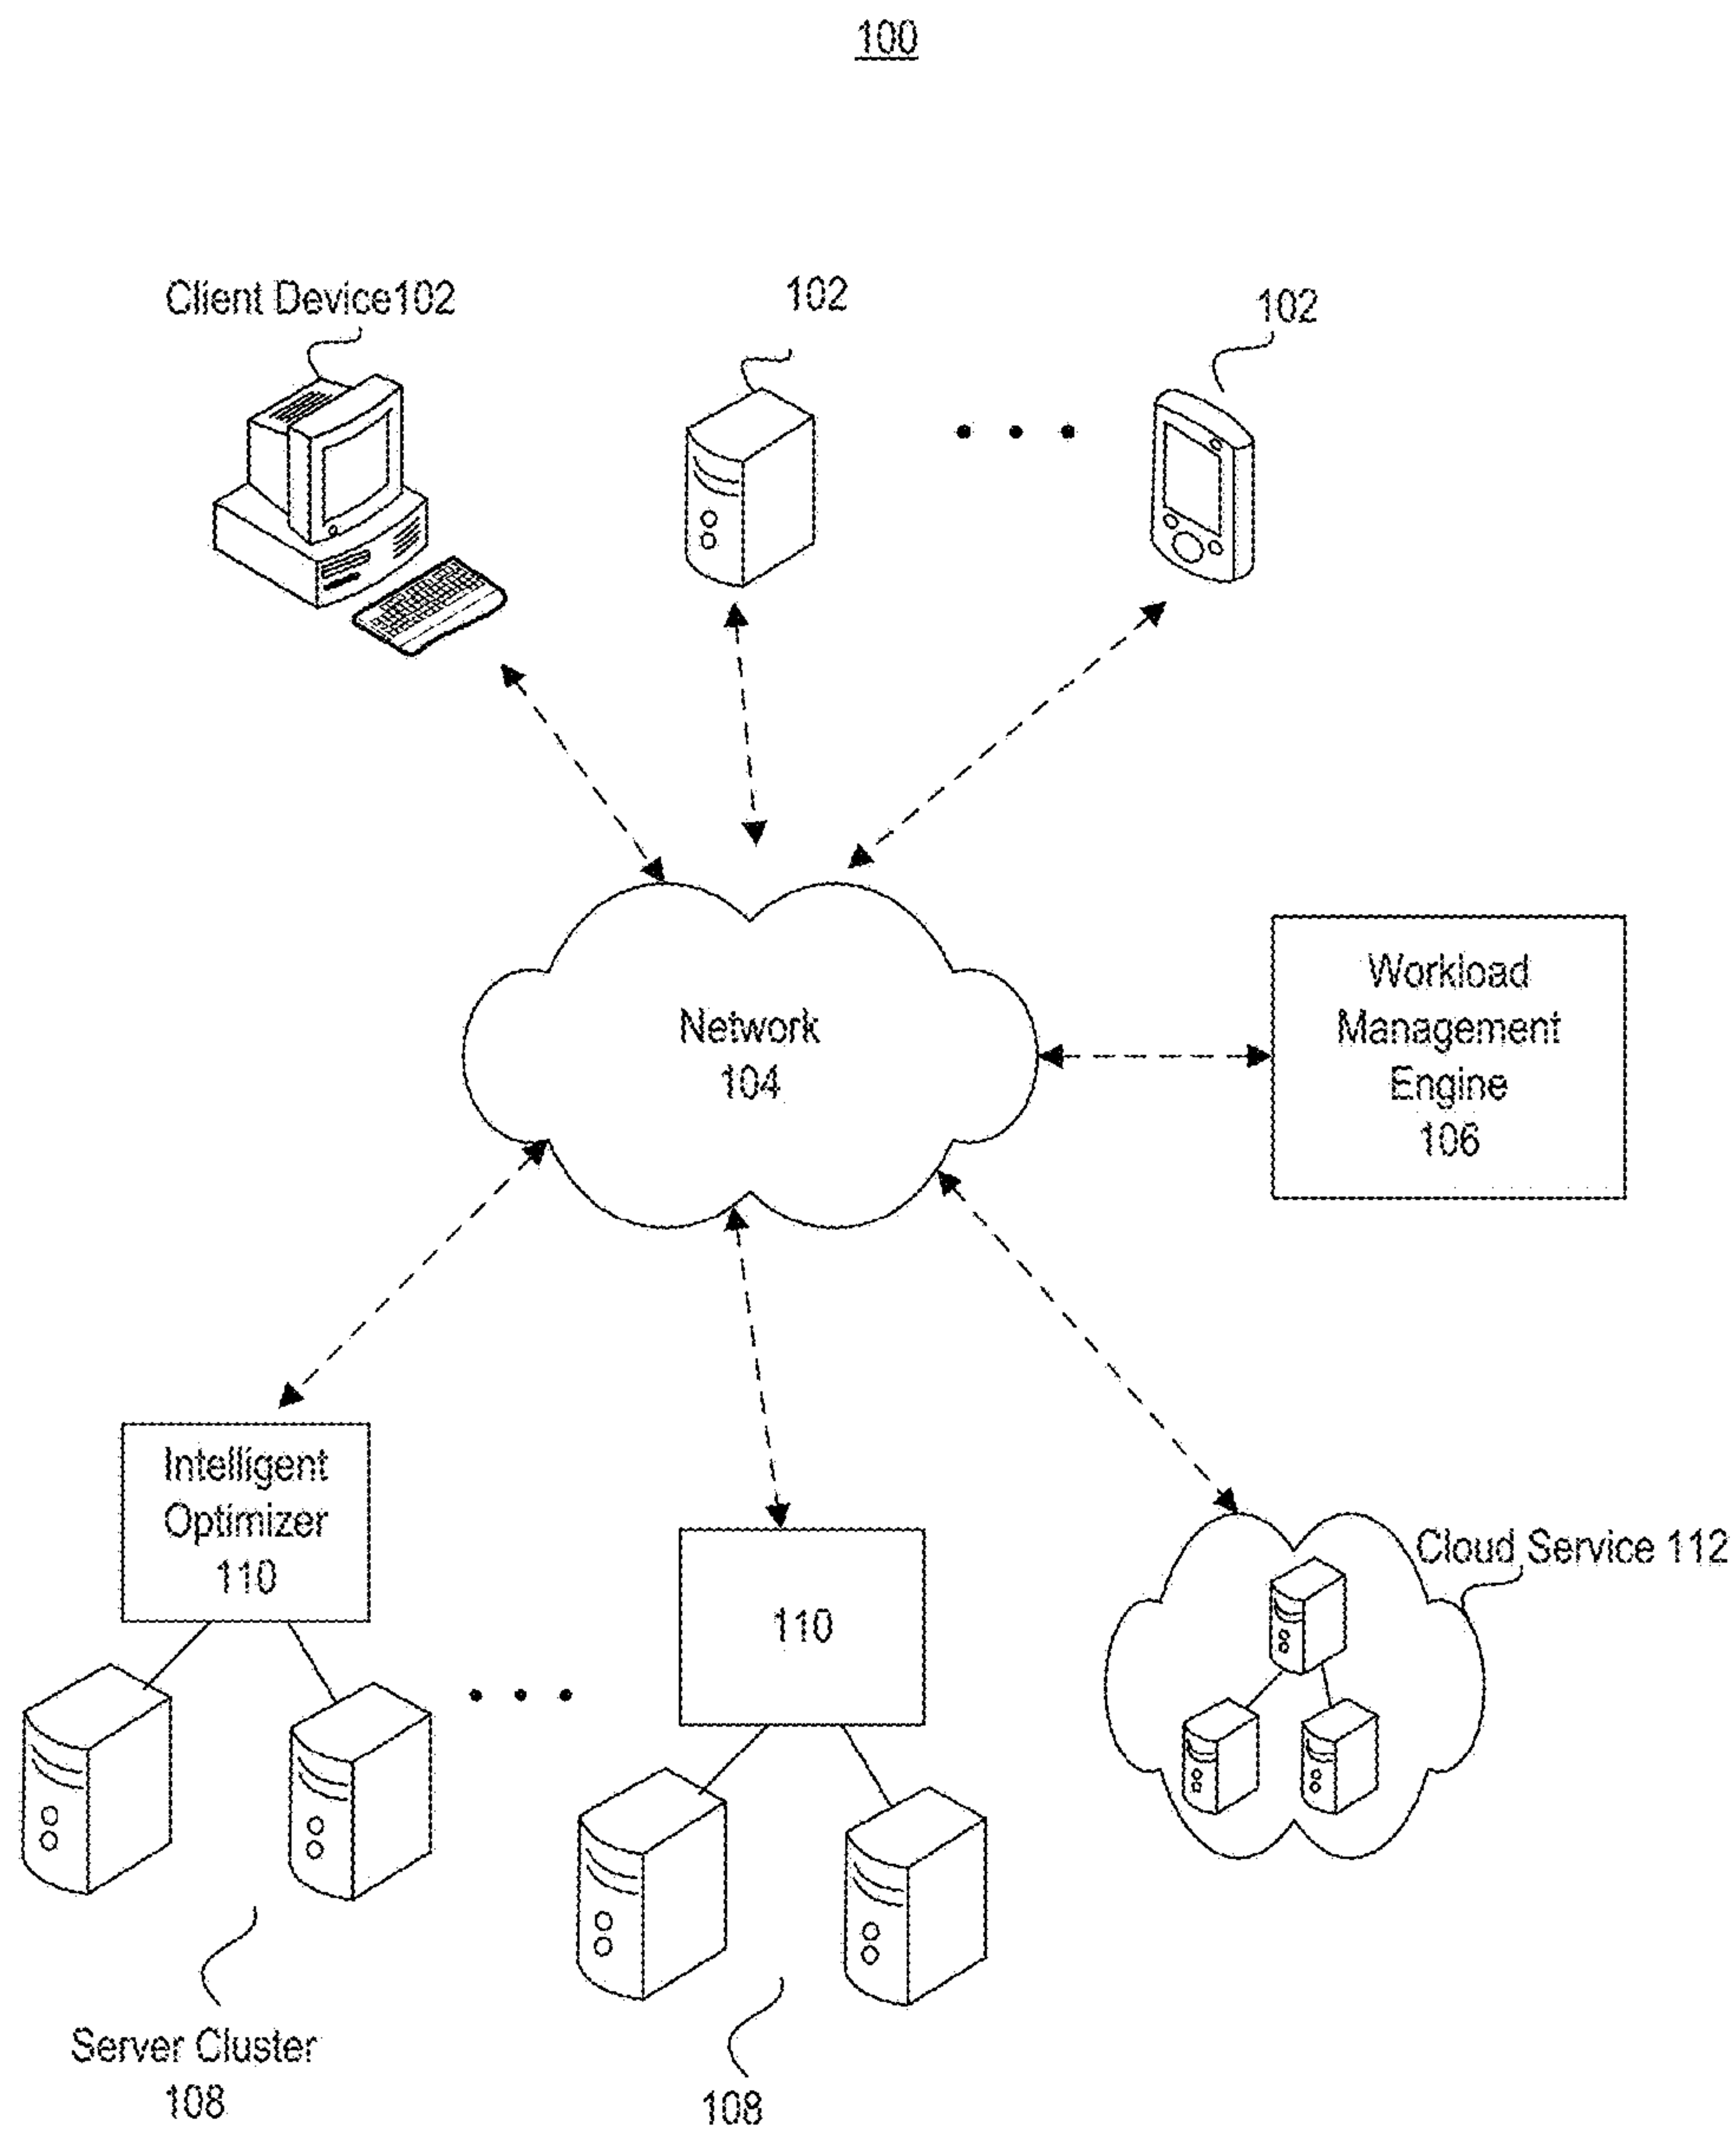 100
Client Device102
102
102
Network
104
Workload
Management
Engine
106
Intelligent
Optimizer
110
110
Cloud Service 112
Server Cluster
108
108